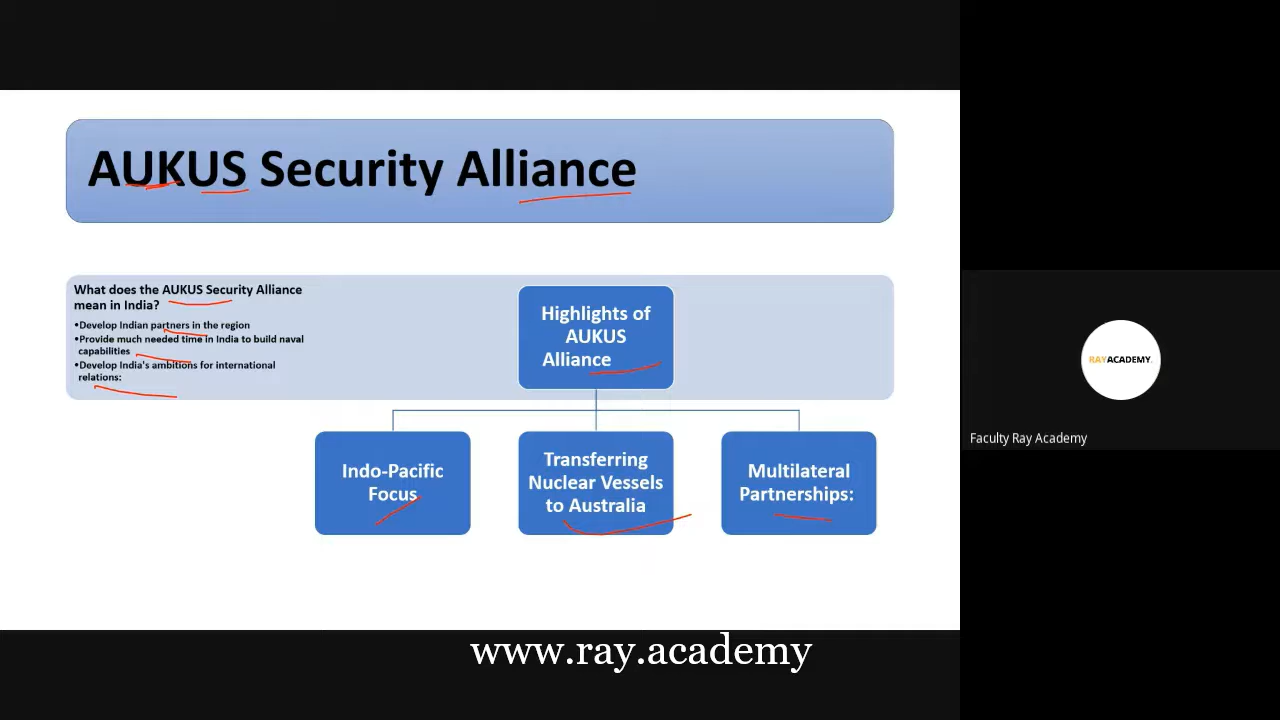 AUKUS Security Alliance
What does the AUKUS Security Alliance
mean in India?
•Develop Indian partners in the region
•Provide much needed time in India to build naval
capabilities
•Develop India's ambitions for international
relations:
Highlights of
AUKUS
Alliance
Indo-Pacific
Focus
Transferring
Nuclear Vessels
to Australia
Multilateral
Partnerships:
RAYACADEMY.
Faculty Ray Academy
www.ray.academy